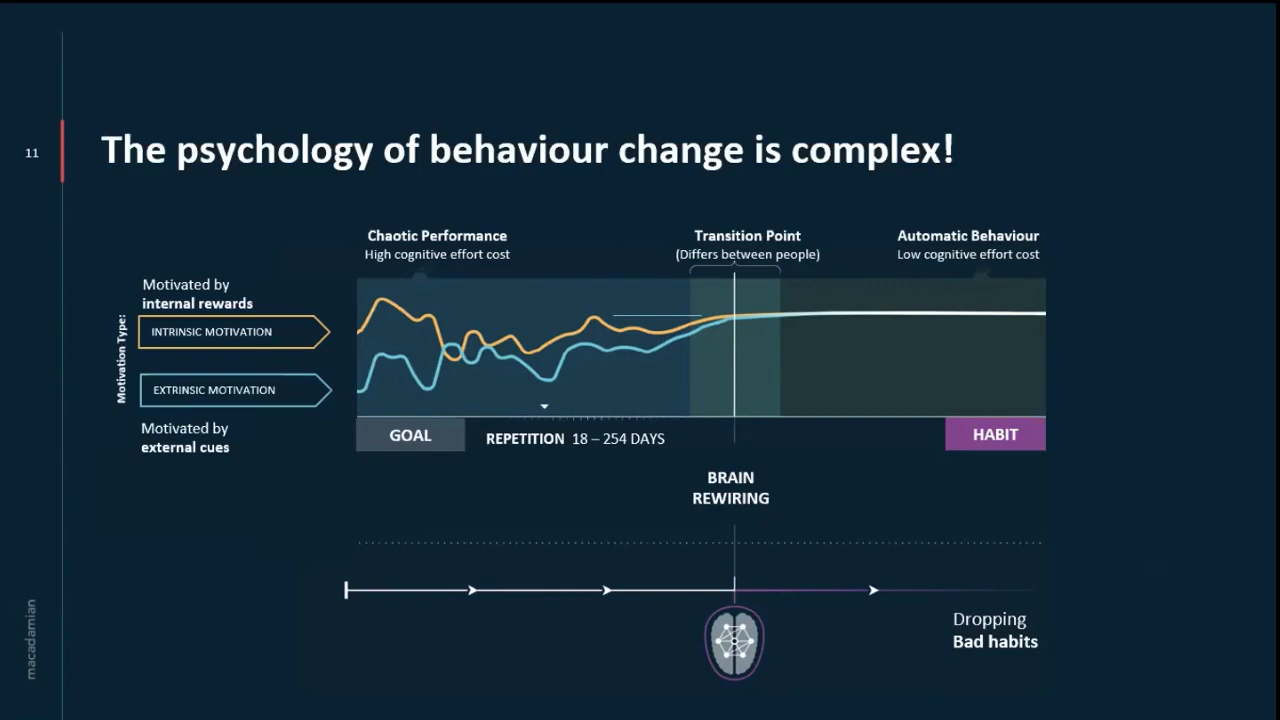 11
The psychology of behaviour change is complex!
Chaotic Performance
High cognitive effort cost
Transition Point
(Differs between people)
Automatic Behaviour
Low cognitive effort cost
Motivation Type:
Motivated by
internal rewards
INTRINSIC MOTIVATION
EXTRINSIC MOTIVATION
Motivated by
external cues
GOAL
REPETITION 18 – 254 DAYS
HABIT
BRAIN
REWIRING
Dropping
Bad habits
macadamian